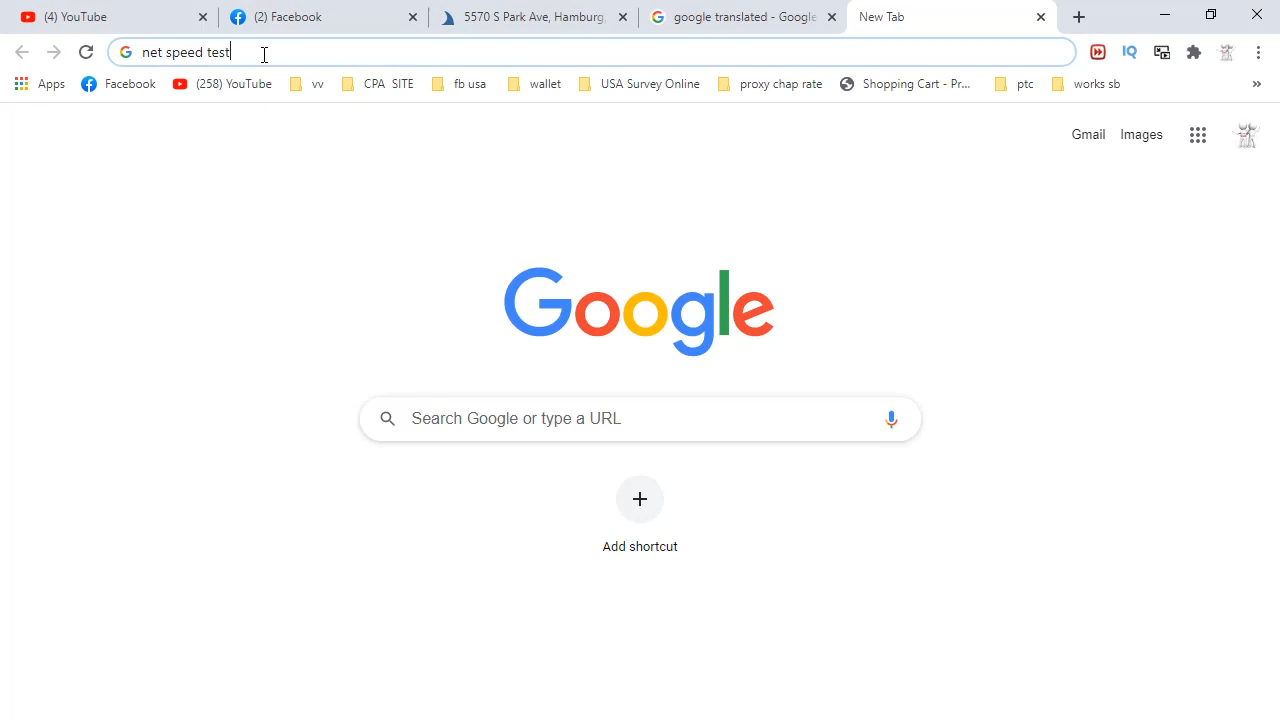 (4) YouTube
(2) Facebook
5570 S Park Ave, Hamburg,
google translated - Google
New Tab
net speed test
IQ
Apps
Facebook
(258) YouTube
vv
CPA SITE
fb usa
wallet
USA Survey Online
proxy chap rate
Shopping Cart - Pr...
ptc
works sb
»
Gmail
Images
Google
Search Google or type a URL
Add shortcut